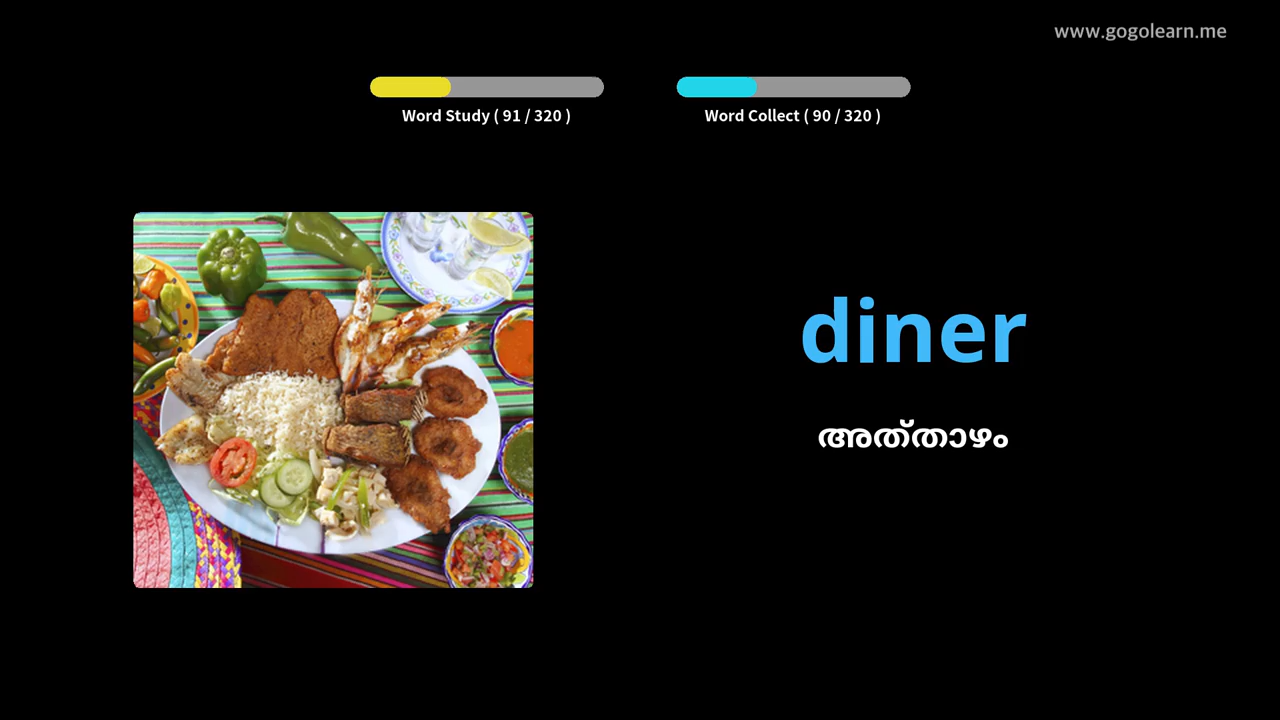 www.gogolearn.me
Word Study ( 91 / 320 )
Word Collect ( 90 / 320 )
diner
അത്താഴം